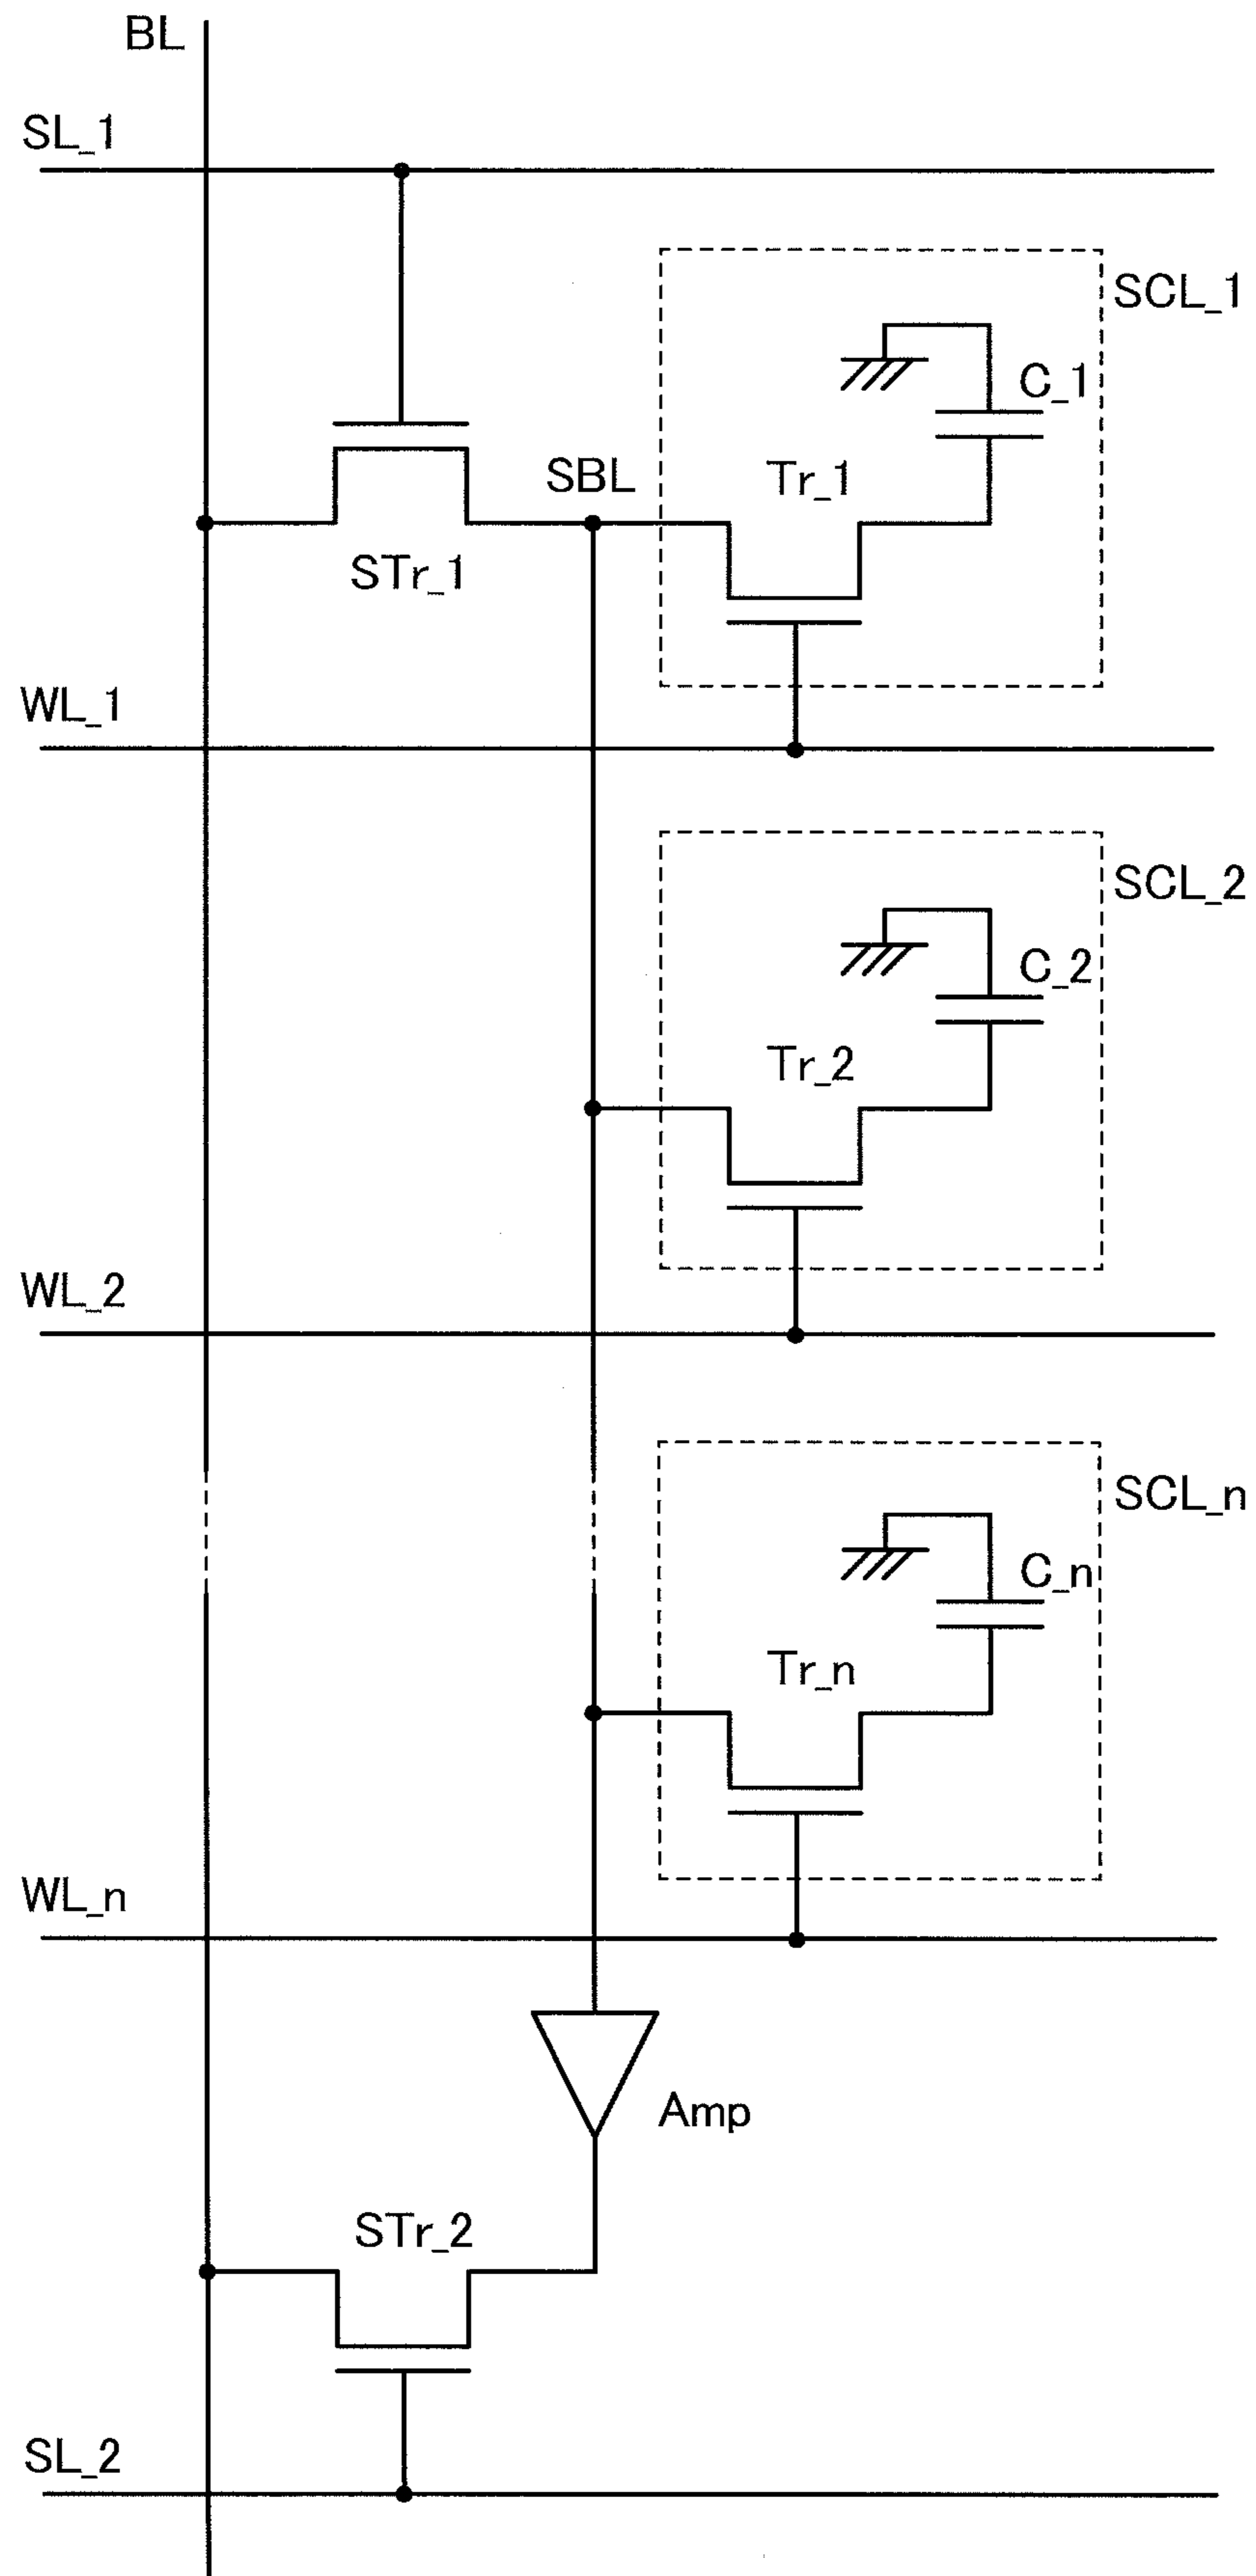 BL
SL_1
SCL_1
C_1
Tr_1
SBL
STr_1
WL_1
SCL_2
C_2
Tr_2
WL_2
SCL_n
C_n
Tr_n
WL_n
Amp
STr_2
SL_2